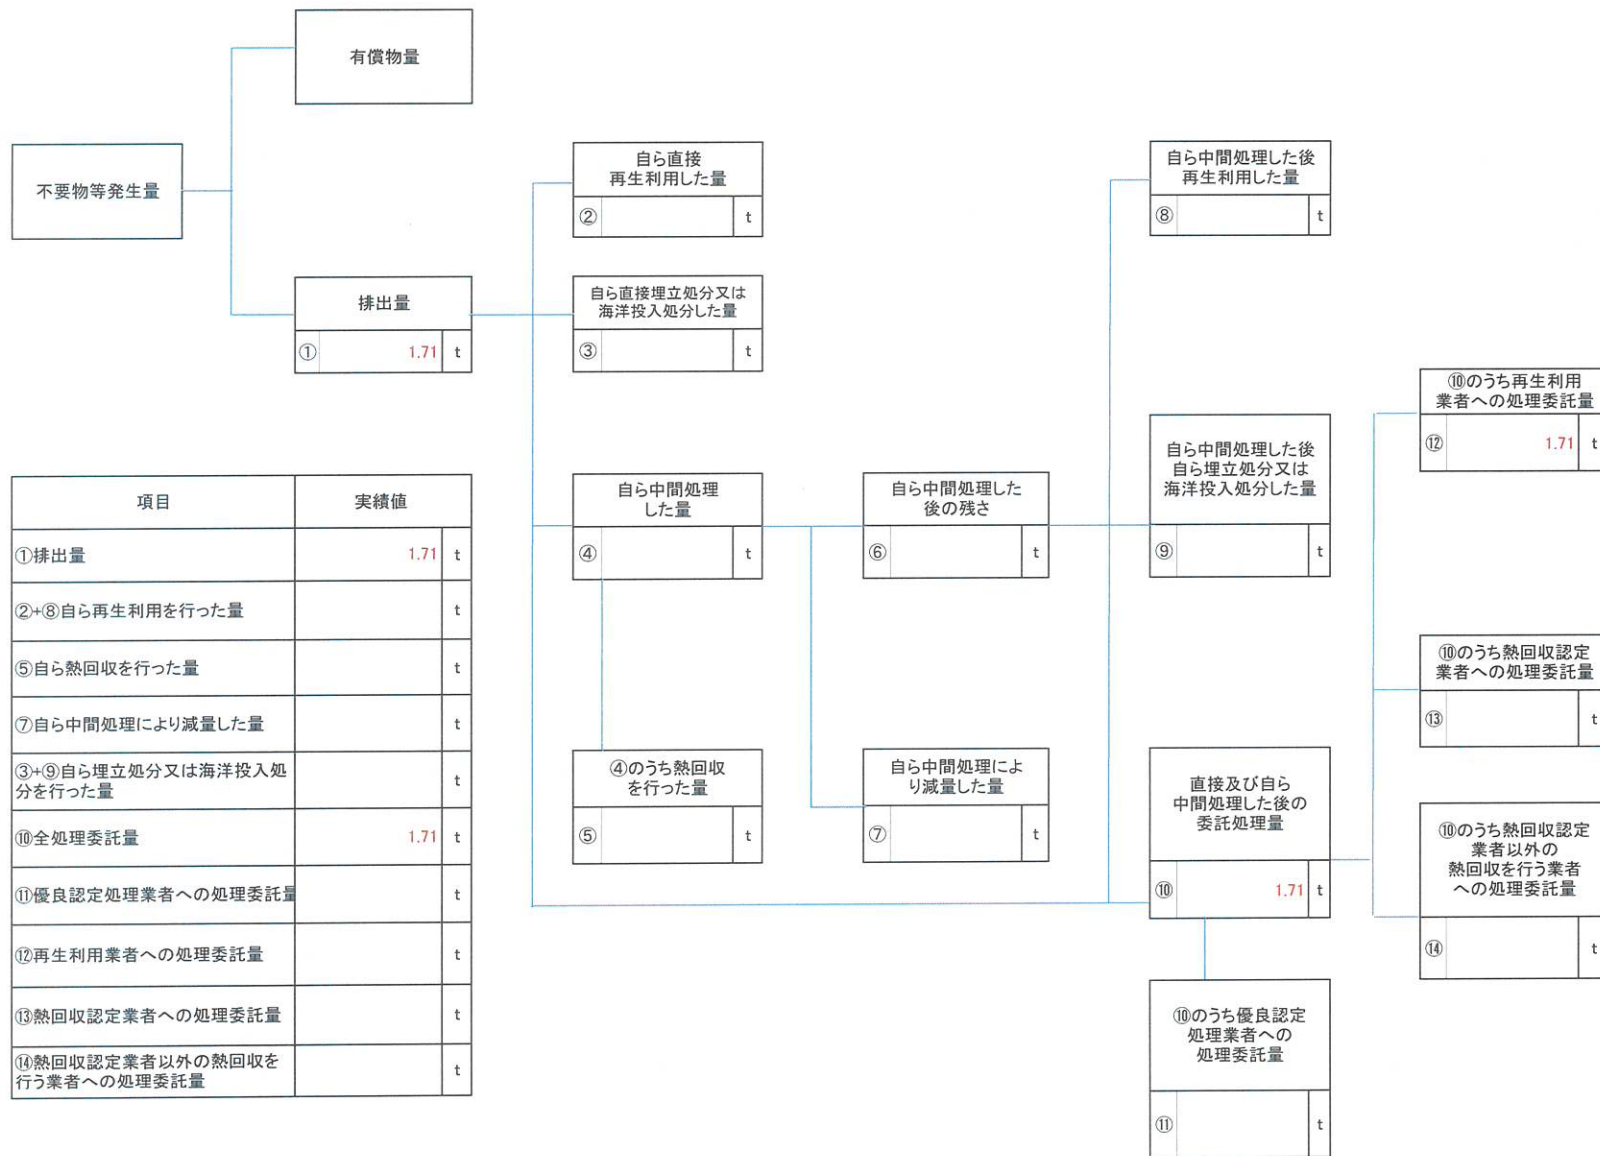 有償物量
不要物等発生量
排出量
① 1.71 t
自ら直接
再生利用した量
② t
自ら直接埋立処分又は
海洋投入処分した量
③ t
自ら中間処理
した量
④ t
④のうち熱回収
を行った量
⑤ t
自ら中間処理した
後の残さ
⑥ t
自ら中間処理によ
り減量した量
⑦ t
自ら中間処理した後
再生利用した量
⑧ t
自ら中間処理した後
自ら埋立処分又は
海洋投入処分した量
⑨ t
直接及び自ら
中間処理した後の
委託処理量
⑩ 1.71 t
⑩のうち優良認定
処理業者への
処理委託量
⑪ t
⑩のうち再生利用
業者への処理委託量
⑫ 1.71 t
⑩のうち熱回収認定
業者への処理委託量
⑬ t
⑩のうち熱回収認定
業者以外の
熱回収を行う業者
への処理委託量
⑭ t
項目 実績値
①排出量 1.71 t
②+⑧自ら再生利用を行った量 t
⑤自ら熱回収を行った量 t
⑦自ら中間処理により減量した量 t
③+⑨自ら埋立処分又は海洋投入処
分を行った量 t
⑩全処理委託量 1.71 t
⑪優良認定処理業者への処理委託量 t
⑫再生利用業者への処理委託量 t
⑬熱回収認定業者への処理委託量 t
⑭熱回収認定業者以外の熱回収を
行う業者への処理委託量 t